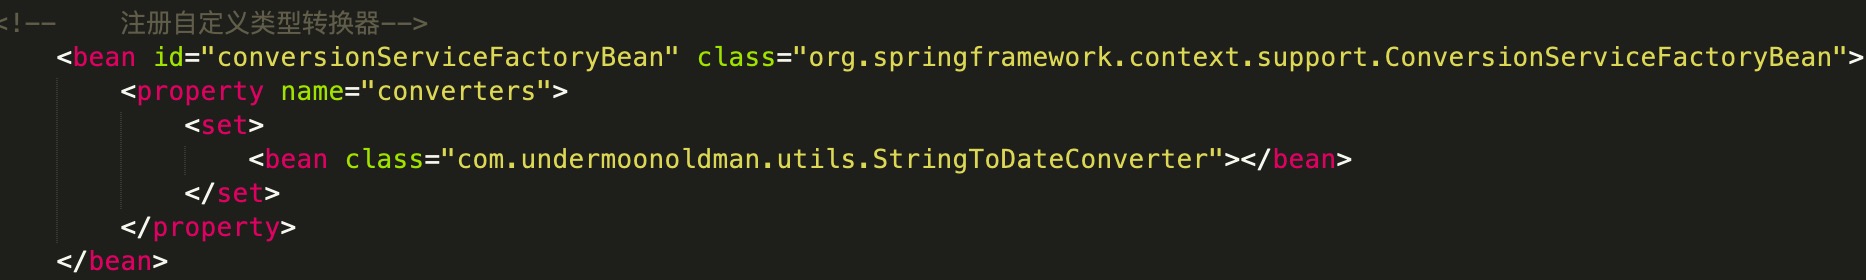 <!--    注册自定义类型转换器-->
    <bean id="conversionServiceFactoryBean" class="org.springframework.context.support.ConversionServiceFactoryBean">
        <property name="converters">
            <set>
                <bean class="com.undermoonoldman.utils.StringToDateConverter"></bean>
            </set>
        </property>
    </bean>